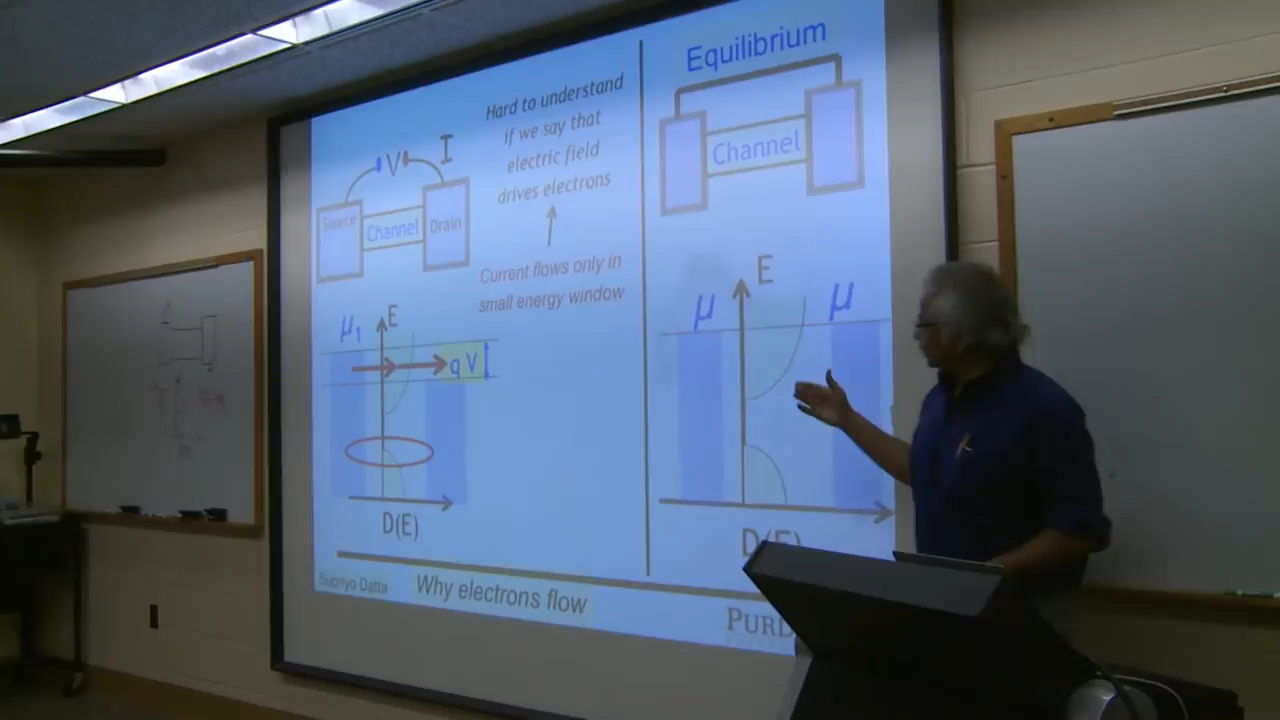 V
I
Source
Channel
Drain
Hard to understand
if we say that
electric field
drives electrons
Current flows only in
small energy window
μ1
E
q V
D(E)
Equilibrium
Channel
μ
E
μ
D(E)
Supriyo Datta
Why electrons flow